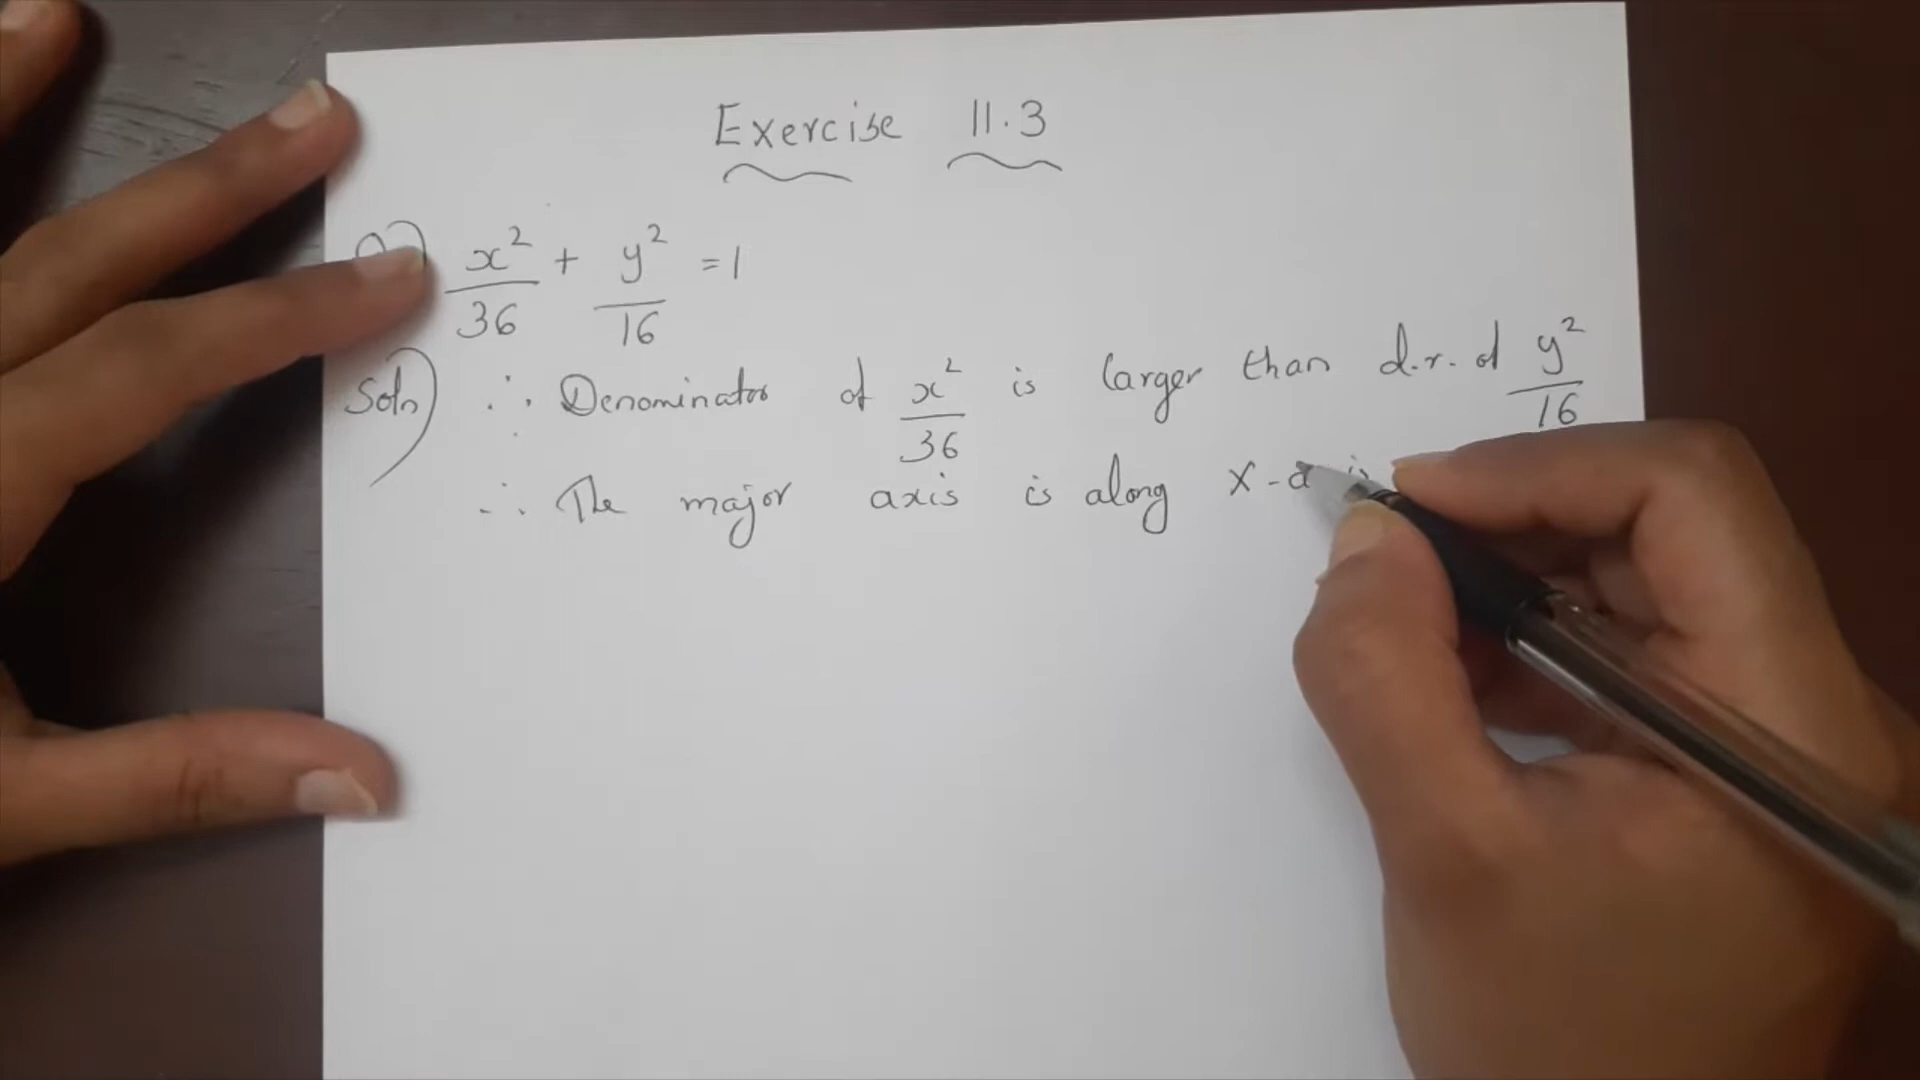 Exercise 11.3
x²/36 + y²/16 = 1
Soln) ∴ Denominator of x²/36 is larger than d.r. of y²/16
∴ The major axis is along X-